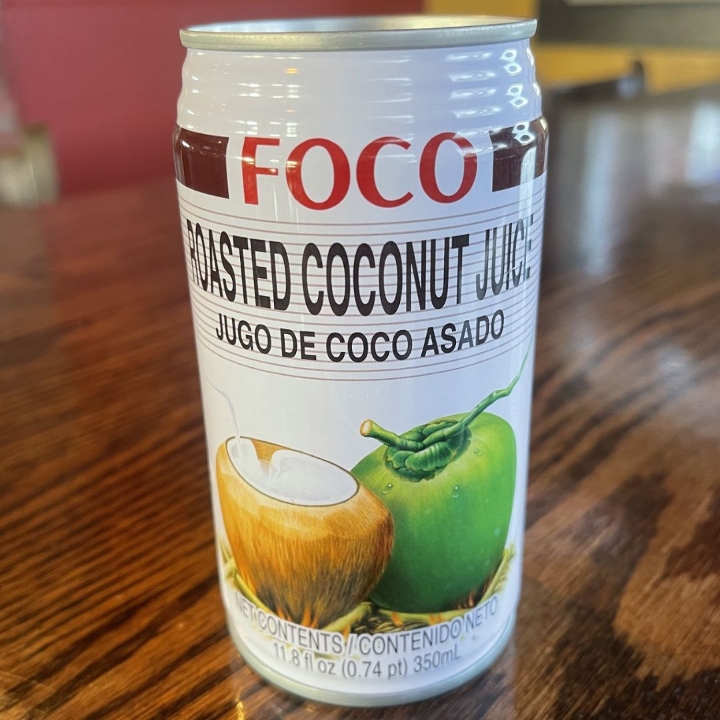 FOCO
ROASTED COCONUT JUICE
JUGO DE COCO ASADO
NET CONTENTS / CONTENIDO NETO
11.8 fl oz (0.74 pt) 350mL